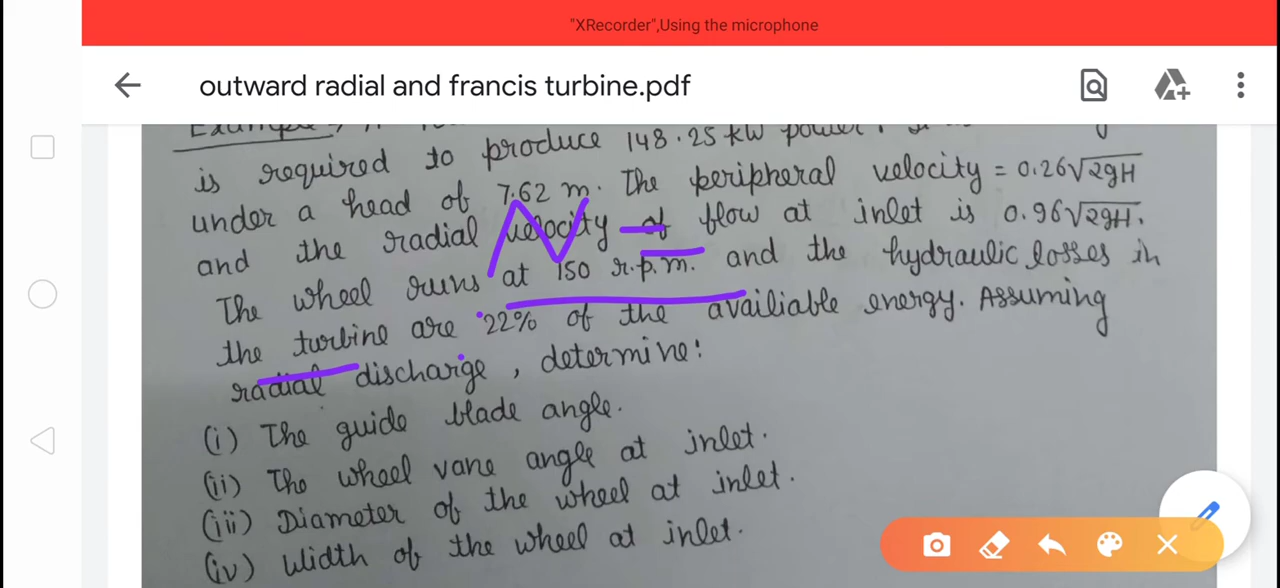 "XRecorder",Using the microphone
outward radial and francis turbine.pdf
is required to produce 148.25 kW power.
under a head of 7.62 m. The peripheral velocity = 0.26√2gH
and the radial velocity of flow at inlet is 0.96√2gH.
The wheel runs at 150 r.p.m. and the hydraulic losses in
the turbine are 22% of the availiable energy. Assuming
radial discharge, determine:
(i) The guide blade angle.
(ii) The wheel vane angle at inlet.
(iii) Diameter of the wheel at inlet.
(iv) Width of the wheel at inlet.